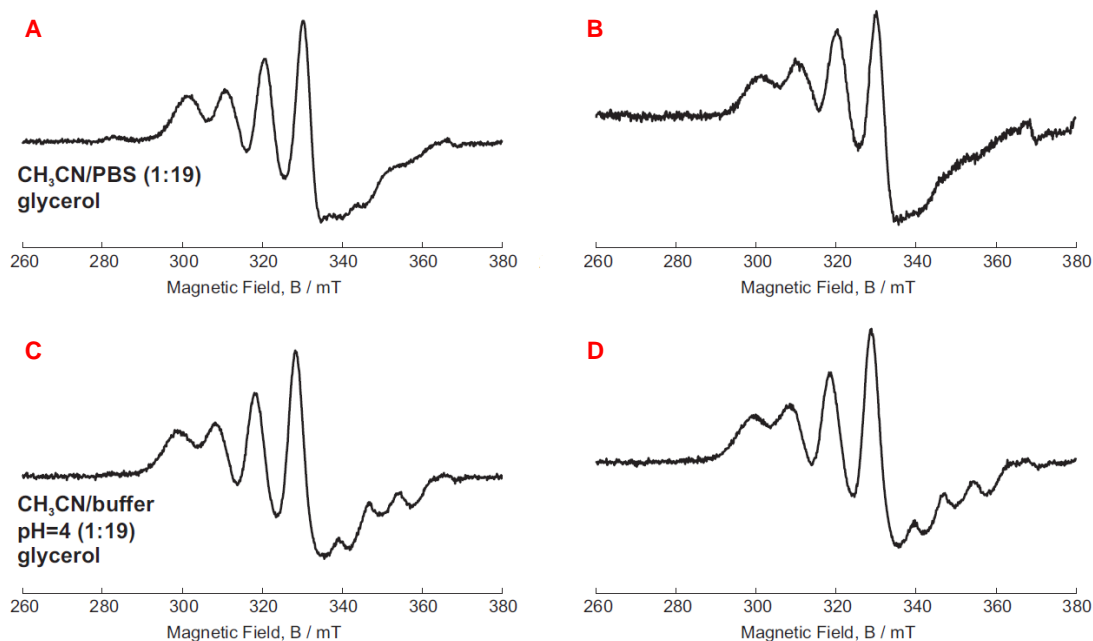 A
B
CH3CN/PBS (1:19)
glycerol
260 280 300 320 340 360 380
Magnetic Field, B / mT
260 280 300 320 340 360 380
Magnetic Field, B / mT
C
D
CH3CN/buffer
pH=4 (1:19)
glycerol
260 280 300 320 340 360 380
Magnetic Field, B / mT
260 280 300 320 340 360 380
Magnetic Field, B / mT